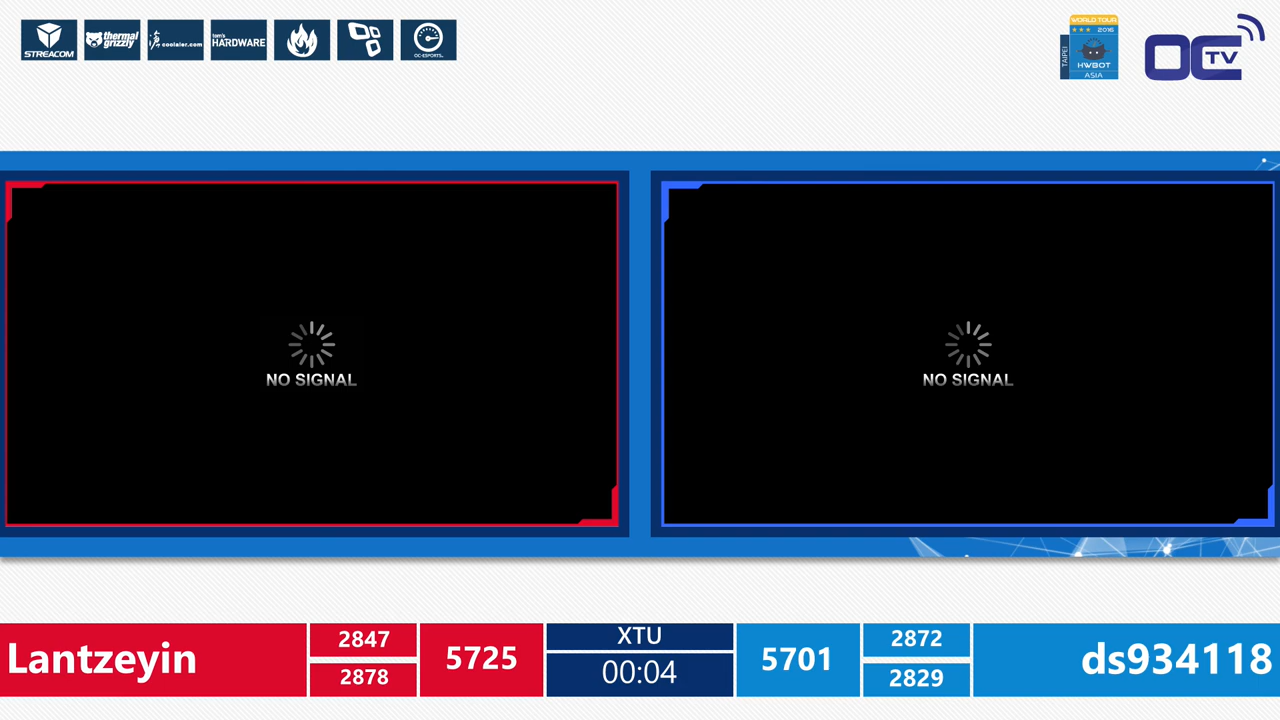 STREACOM
thermal
grizzly
coolaler.com
tom's
HARDWARE
OC-ESPORTS
WORLD TOUR
2016
TAIPEI
HWBOT
ASIA
OC
TV
NO SIGNAL
NO SIGNAL
Lantzeyin
2847
2878
5725
XTU
00:04
5701
2872
2829
ds934118